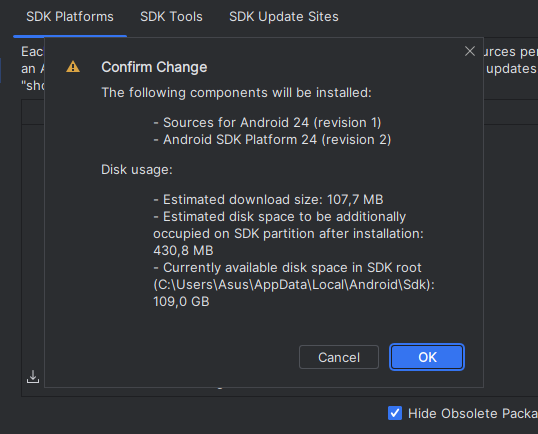 SDK Platforms SDK Tools SDK Update Sites
Eac
urces per
an A
updates
"sho
Confirm Change
The following components will be installed:
- Sources for Android 24 (revision 1)
- Android SDK Platform 24 (revision 2)
Disk usage:
- Estimated download size: 107,7 MB
- Estimated disk space to be additionally
occupied on SDK partition after installation:
430,8 MB
- Currently available disk space in SDK root
(C:\Users\Asus\AppData\Local\Android\Sdk):
109,0 GB
Cancel OK
Hide Obsolete Packa